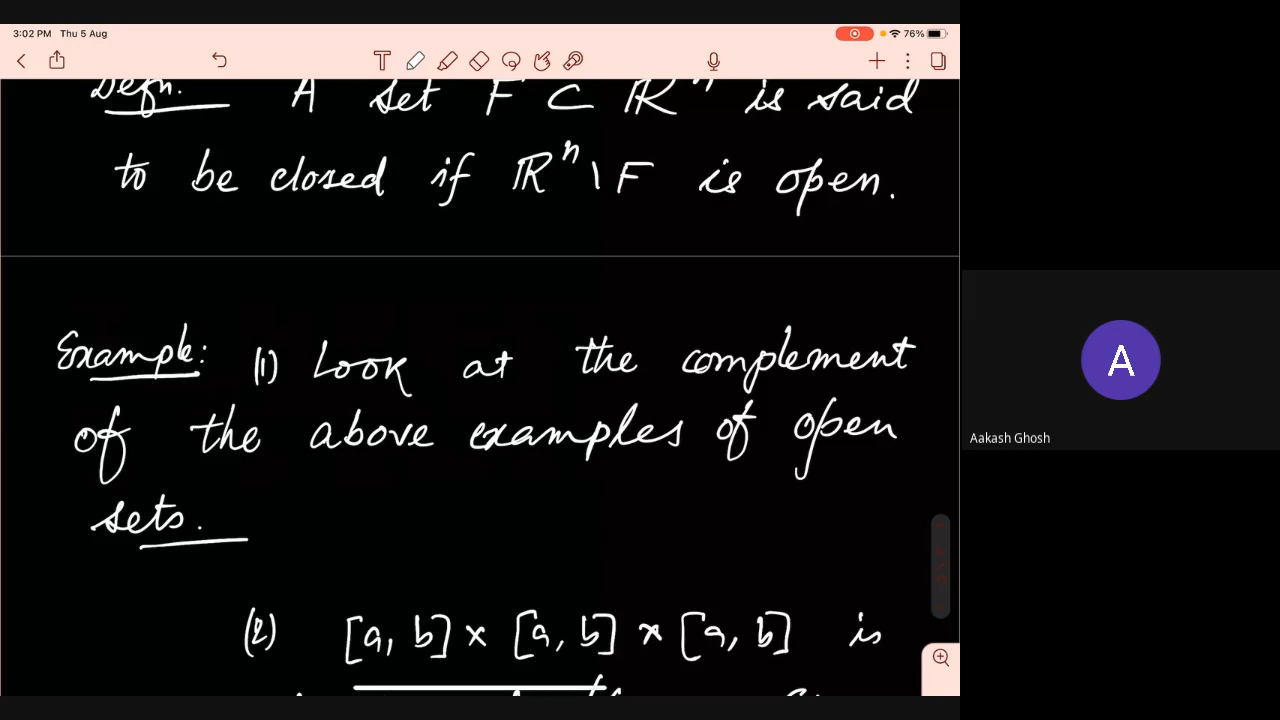 3:02 PM Thu 5 Aug
76%
Defn. A set F ⊂ ℝⁿ is said
to be closed if ℝⁿ \ F is open.
Example: (1) Look at the complement
of the above examples of open
sets.
(2) [a, b] x [a, b] x [a, b] is
A
Aakash Ghosh